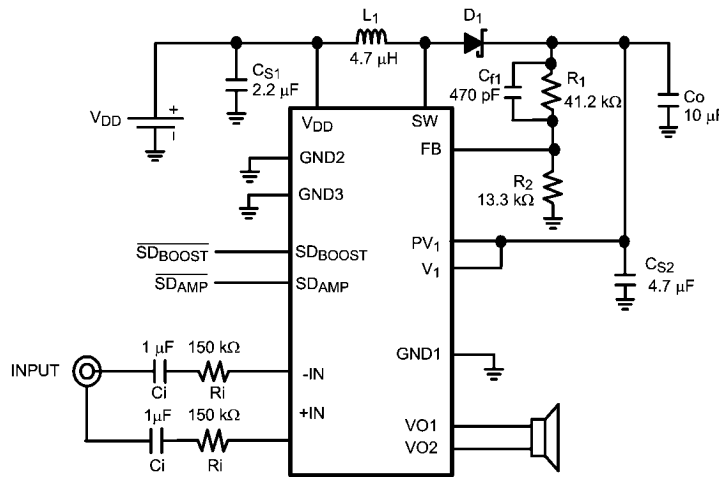 L1
4.7 µH
D1
CS1
2.2 µF
Cf1
470 pF
R1
41.2 kΩ
Co
10 µF
VDD
+
VDD
SW
GND2
FB
GND3
R2
13.3 kΩ
SDBOOST
SDBOOST
PV1
V1
SDAMP
SDAMP
CS2
4.7 µF
1 µF
150 kΩ
GND1
INPUT
-IN
Ci
Ri
1µF
150 kΩ
+IN
VO1
VO2
Ci
Ri